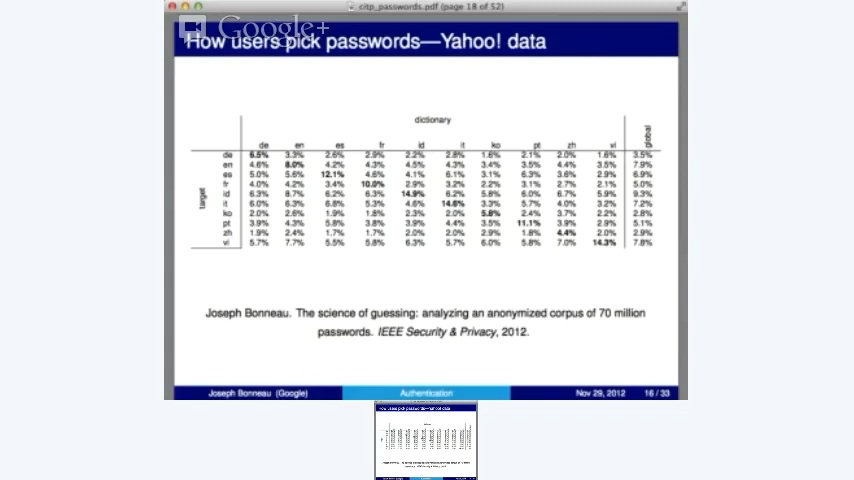 citp_passwords.pdf (page 18 of 52)
Google+
How users pick passwords—Yahoo! data
dictionary
de en es fr id it ko pt zh vi global
target
de 6.5% 3.3% 2.6% 2.9% 2.2% 2.8% 1.6% 2.1% 2.0% 1.6% 3.5%
en 4.6% 8.0% 4.2% 4.3% 4.5% 4.3% 3.4% 3.5% 4.4% 3.5% 7.9%
es 5.0% 5.6% 12.1% 4.6% 4.1% 6.1% 3.1% 6.3% 3.6% 2.9% 6.9%
fr 4.0% 4.2% 3.4% 10.0% 2.9% 3.2% 2.2% 3.1% 2.7% 2.1% 5.0%
id 6.3% 8.7% 6.2% 6.3% 14.9% 6.2% 5.8% 6.0% 6.7% 5.9% 9.3%
it 6.0% 6.3% 6.8% 5.3% 4.6% 14.6% 3.3% 5.7% 4.0% 3.2% 7.2%
ko 2.0% 2.6% 1.9% 1.8% 2.3% 2.0% 5.8% 2.4% 3.7% 2.2% 2.8%
pt 3.9% 4.3% 5.8% 3.8% 3.9% 4.4% 3.5% 11.1% 3.9% 2.9% 5.1%
zh 1.9% 2.4% 1.7% 1.7% 2.0% 2.0% 2.9% 1.8% 4.4% 2.0% 2.9%
vi 5.7% 7.7% 5.5% 5.8% 6.3% 5.7% 6.0% 5.8% 7.0% 14.3% 7.8%
Joseph Bonneau. The science of guessing: analyzing an anonymized corpus of 70 million
passwords. IEEE Security & Privacy, 2012.
Joseph Bonneau (Google) Authentication Nov 29, 2012 16 / 33
How users pick passwords—Yahoo! data